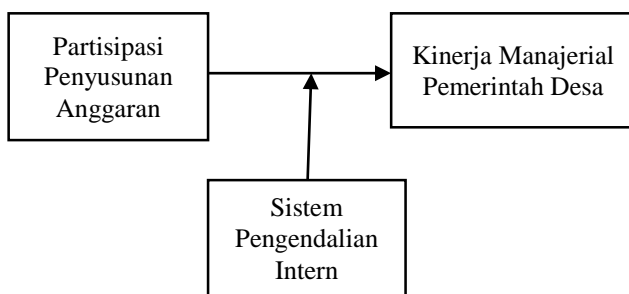 Partisipasi
Penyusunan
Anggaran
Kinerja Manajerial
Pemerintah Desa
Sistem
Pengendalian
Intern